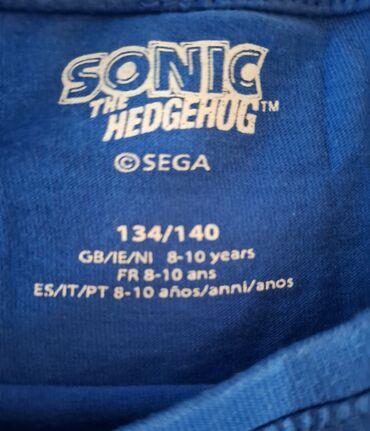 SONIC
THE
HEDGEHOG™
©SEGA
134/140
GB/IE/NI 8-10 years
FR 8-10 ans
ES/IT/PT 8-10 años/anni/anos